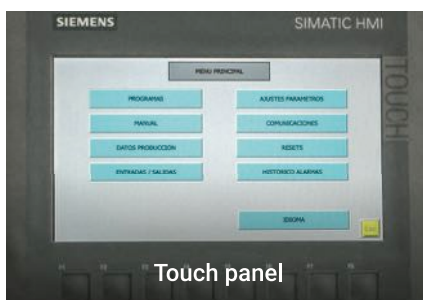 SIEMENS
SIMATIC HMI
TOUCH
MENU PRINCIPAL
PROGRAMAS
AJUSTES PARAMETROS
MANUAL
COMUNICACIONES
DATOS PRODUCCION
RESETS
ENTRADAS / SALIDAS
HISTORICO ALARMAS
IDIOMA
Touch panel